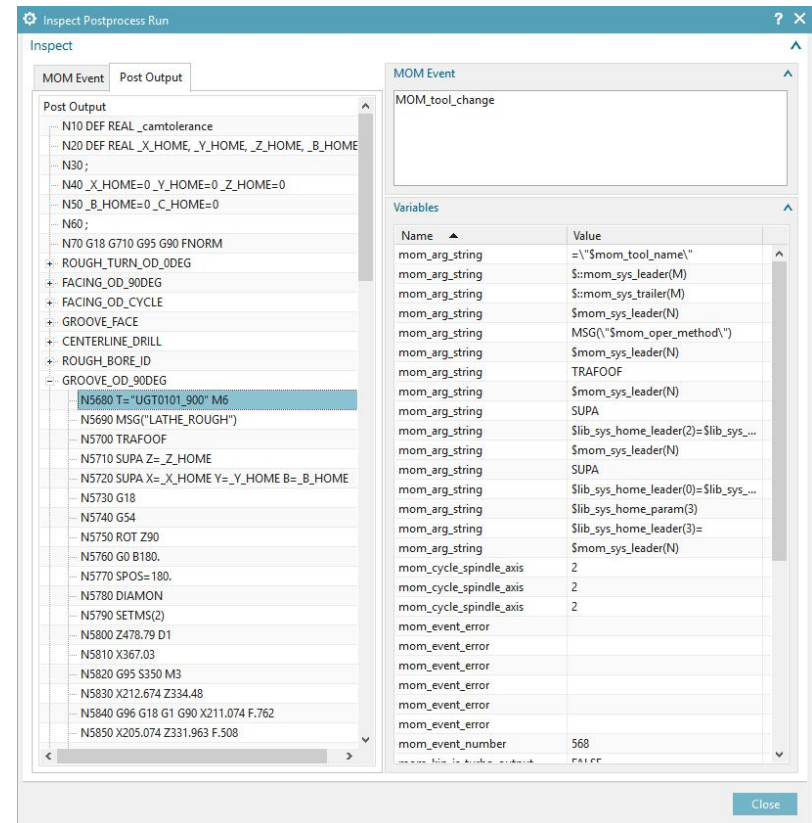 Inspect Postprocess Run
Inspect
MOM Event
Post Output
Post Output
N10 DEF REAL _camtolerance
N20 DEF REAL _X_HOME, _Y_HOME, _Z_HOME, _B_HOME
N30 ;
N40 _X_HOME=0 _Y_HOME=0 _Z_HOME=0
N50 _B_HOME=0 _C_HOME=0
N60 ;
N70 G18 G710 G95 G90 FNORM
ROUGH_TURN_OD_0DEG
FACING_OD_90DEG
FACING_OD_CYCLE
GROOVE_FACE
CENTERLINE_DRILL
ROUGH_BORE_ID
GROOVE_OD_90DEG
N5680 T="UGT0101_900" M6
N5690 MSG("LATHE_ROUGH")
N5700 TRAFOOF
N5710 SUPA Z=_Z_HOME
N5720 SUPA X=_X_HOME Y=_Y_HOME B=_B_HOME
N5730 G18
N5740 G54
N5750 ROT Z90
N5760 G0 B180.
N5770 SPOS=180.
N5780 DIAMON
N5790 SETMS(2)
N5800 Z478.79 D1
N5810 X367.03
N5820 G95 S350 M3
N5830 X212.674 Z334.48
N5840 G96 G18 G1 G90 X211.074 F.762
N5850 X205.074 Z331.963 F.508
MOM Event
MOM_tool_change
Variables
Name Value
mom_arg_string =\"$mom_tool_name\"
mom_arg_string $::mom_sys_leader(M)
mom_arg_string $::mom_sys_trailer(M)
mom_arg_string $mom_sys_leader(N)
mom_arg_string MSG(\"$mom_oper_method\")
mom_arg_string $mom_sys_leader(N)
mom_arg_string TRAFOOF
mom_arg_string $mom_sys_leader(N)
mom_arg_string SUPA
mom_arg_string $lib_sys_home_leader(2)=$lib_sys_...
mom_arg_string $mom_sys_leader(N)
mom_arg_string SUPA
mom_arg_string $lib_sys_home_leader(0)=$lib_sys_...
mom_arg_string $lib_sys_home_param(3)
mom_arg_string $lib_sys_home_leader(3)=
mom_arg_string $mom_sys_leader(N)
mom_cycle_spindle_axis 2
mom_cycle_spindle_axis 2
mom_cycle_spindle_axis 2
mom_event_error
mom_event_error
mom_event_error
mom_event_error
mom_event_error
mom_event_error
mom_event_number 568
Close